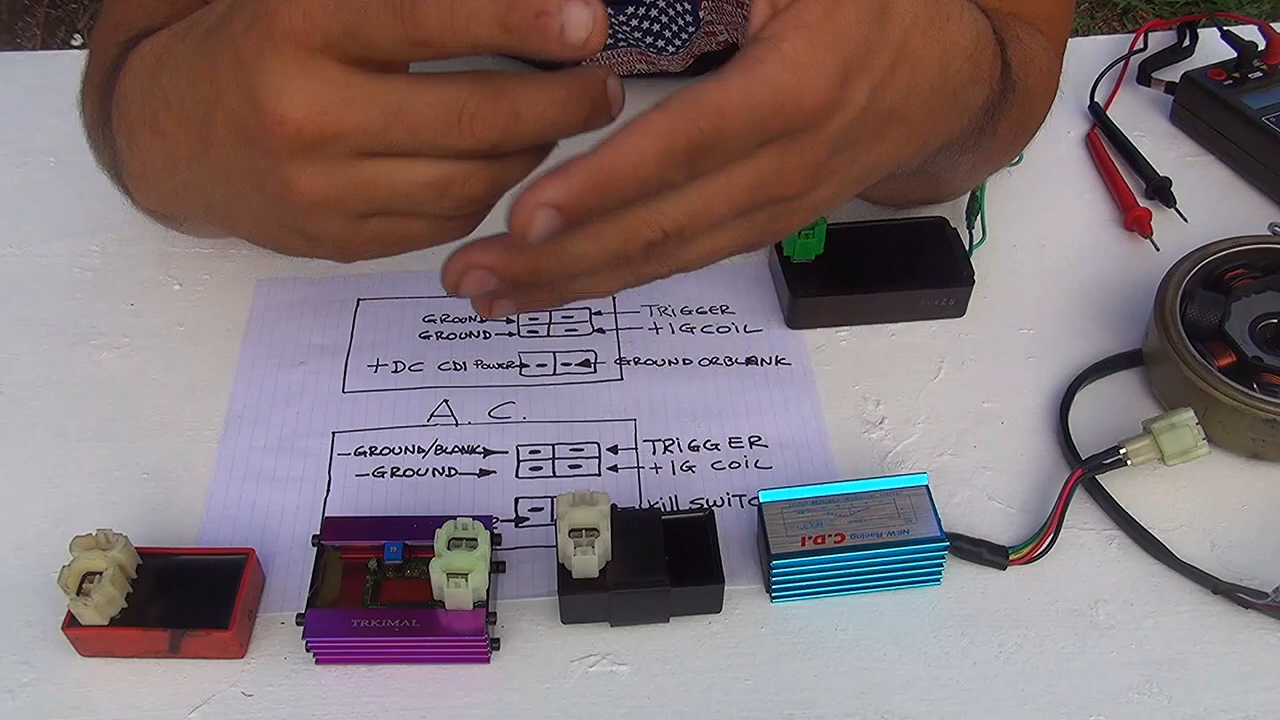 GROUND TRIGGER
GROUND +IG COIL
+DC CDI POWER GROUND OR BLANK
A.C.
-GROUND/BLANK TRIGGER
-GROUND +IG COIL
KILL SWITC
TRKIMAL
NEW Racing
C.D.I